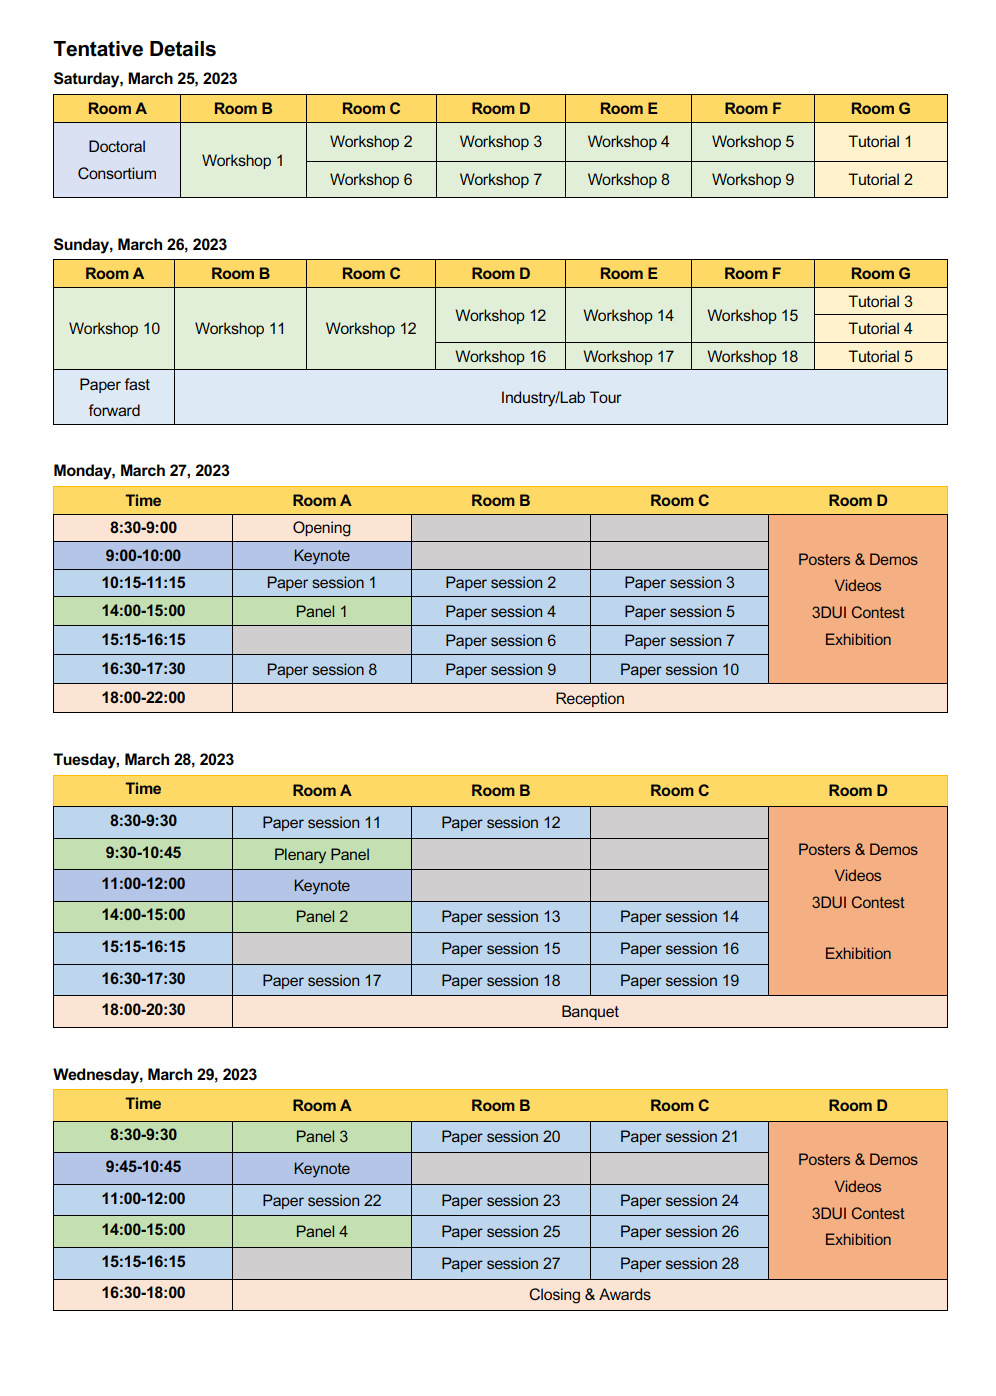 Tentative Details
Saturday, March 25, 2023
Room A Room B Room C Room D Room E Room F Room G
Doctoral Consortium Workshop 1 Workshop 2 Workshop 3 Workshop 4 Workshop 5 Tutorial 1
Workshop 6 Workshop 7 Workshop 8 Workshop 9 Tutorial 2
Sunday, March 26, 2023
Room A Room B Room C Room D Room E Room F Room G
Workshop 10 Workshop 11 Workshop 12 Workshop 12 Workshop 14 Workshop 15 Tutorial 3
Tutorial 4
Workshop 16 Workshop 17 Workshop 18 Tutorial 5
Paper fast forward Industry/Lab Tour
Monday, March 27, 2023
Time Room A Room B Room C Room D
8:30-9:00 Opening
9:00-10:00 Keynote
10:15-11:15 Paper session 1 Paper session 2 Paper session 3
14:00-15:00 Panel 1 Paper session 4 Paper session 5
15:15-16:15 Paper session 6 Paper session 7
16:30-17:30 Paper session 8 Paper session 9 Paper session 10
Posters & Demos
Videos
3DUI Contest
Exhibition
18:00-22:00 Reception
Tuesday, March 28, 2023
Time Room A Room B Room C Room D
8:30-9:30 Paper session 11 Paper session 12
9:30-10:45 Plenary Panel
11:00-12:00 Keynote
14:00-15:00 Panel 2 Paper session 13 Paper session 14
15:15-16:15 Paper session 15 Paper session 16
16:30-17:30 Paper session 17 Paper session 18 Paper session 19
Posters & Demos
Videos
3DUI Contest
Exhibition
18:00-20:30 Banquet
Wednesday, March 29, 2023
Time Room A Room B Room C Room D
8:30-9:30 Panel 3 Paper session 20 Paper session 21
9:45-10:45 Keynote
11:00-12:00 Paper session 22 Paper session 23 Paper session 24
14:00-15:00 Panel 4 Paper session 25 Paper session 26
15:15-16:15 Paper session 27 Paper session 28
Posters & Demos
Videos
3DUI Contest
Exhibition
16:30-18:00 Closing & Awards